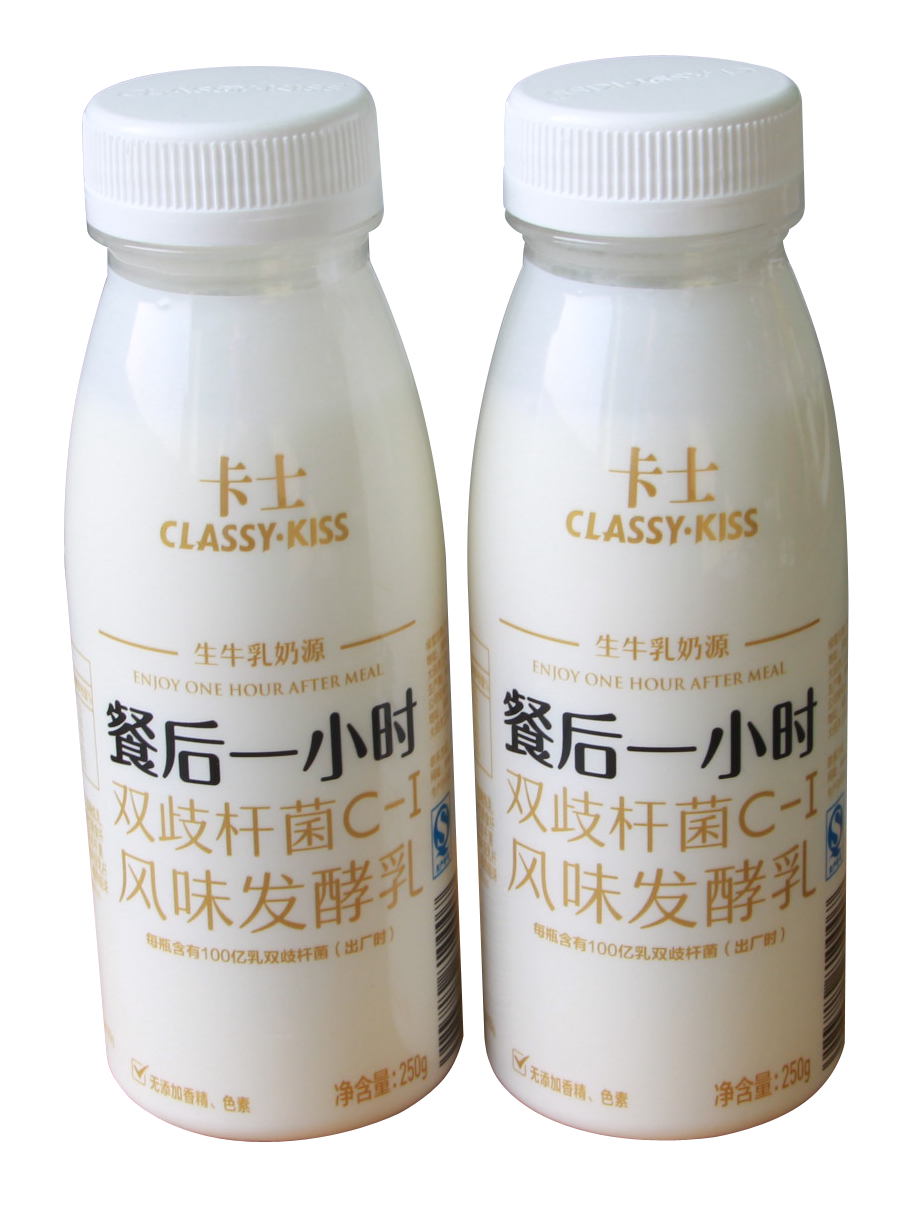 卡士
CLASSY·KISS
生牛乳奶源
ENJOY ONE HOUR AFTER MEAL
餐后一小时
双歧杆菌C-I
风味发酵乳
每瓶含有100亿乳双歧杆菌（出厂时）
无添加香精、色素
净含量：250g
卡士
CLASSY·KISS
生牛乳奶源
ENJOY ONE HOUR AFTER MEAL
餐后一小时
双歧杆菌C-I
风味发酵乳
每瓶含有100亿乳双歧杆菌（出厂时）
无添加香精、色素
净含量：250g